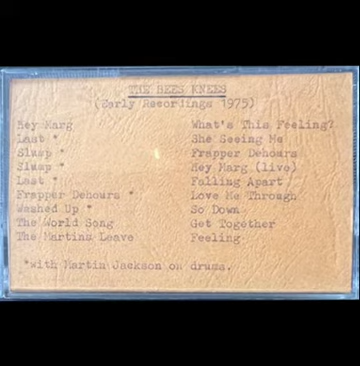 THE BEES KNEES
(Early Recordings 1975)
Hey Marg
Last *
Slump *
Slump *
Last *
Frapper Dehours *
Washed Up *
The World Song
The Martins Leave
What's This Feeling?
She Seeing Me
Frapper Dehours
Hey Marg (live)
Falling Apart
Love Me Through
So Down
Get Together
Feeling
*with Martin Jackson on drums.